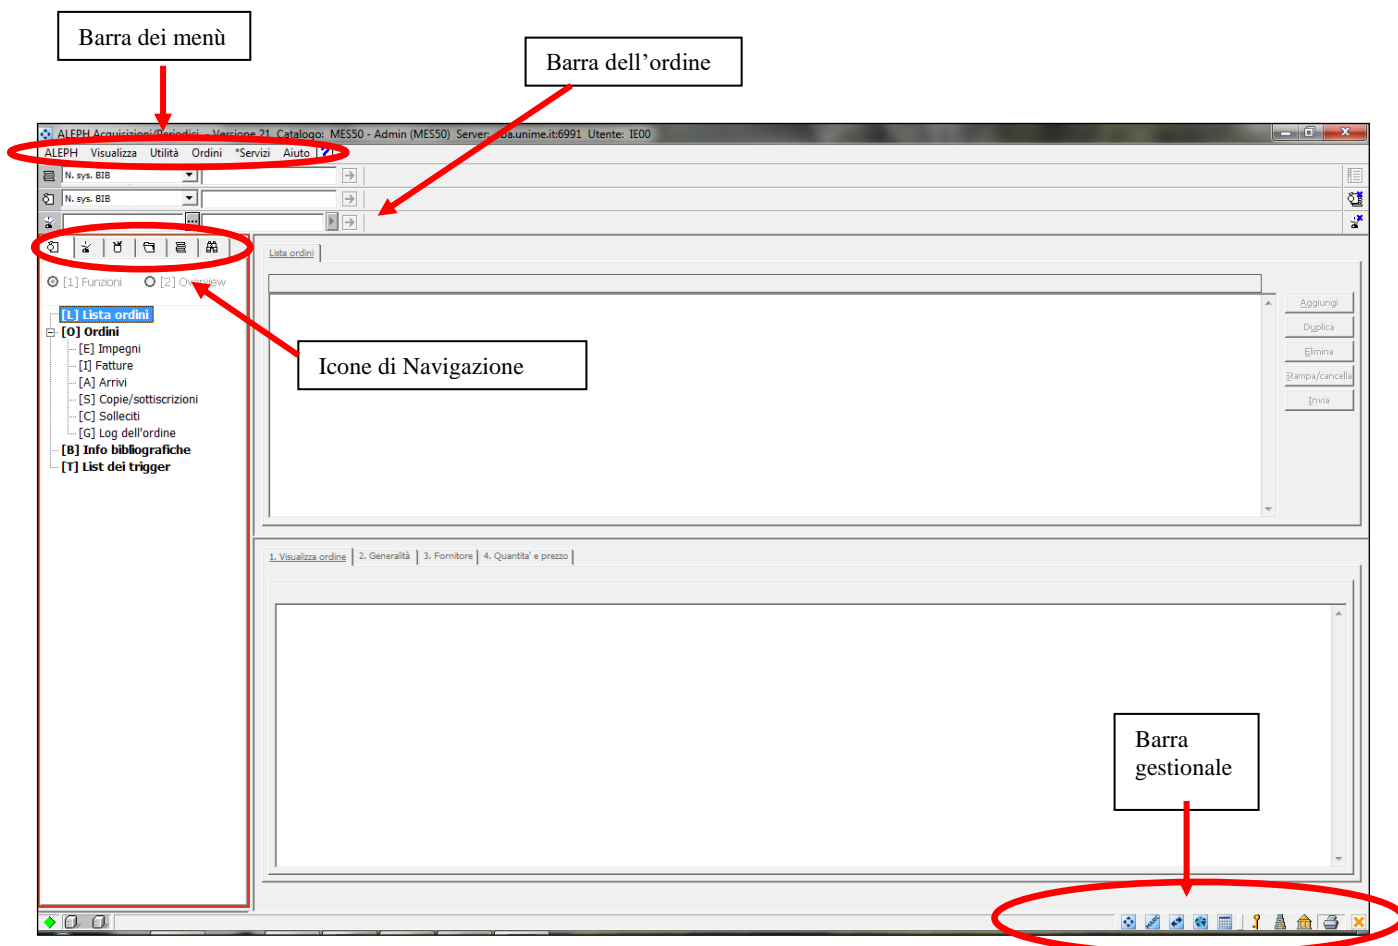 Barra dei menù
Barra dell’ordine
ALEPH Acquisizioni/Periodici - Versione 21 Catalogo: MES50 - Admin (MES50) Server: .unime.it:6991 Utente: IE00
ALEPH Visualizza Utilità Ordini *Servizi Aiuto ?
N. sys. BIB
N. sys. BIB
...
[1] Funzioni [2] Overview
Lista ordini
[L] Lista ordini
[O] Ordini
[E] Impegni
[I] Fatture
[A] Arrivi
[S] Copie/sottiscrizioni
[C] Solleciti
[G] Log dell'ordine
[B] Info bibliografiche
[T] List dei trigger
Aggiungi
Duplica
Elimina
Stampa/cancella
Invia
Icone di Navigazione
1. Visualizza ordine 2. Generalità 3. Fornitore 4. Quantita' e prezzo
Barra
gestionale